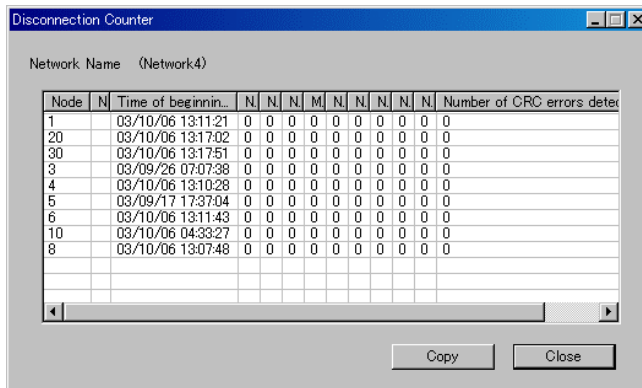 Disconnection Counter
Network Name (Network4)
Node N Time of beginnin... N. N. N. M. N. N. N. N. N. Number of CRC errors detec
1 03/10/06 13:11:21 0 0 0 0 0 0 0 0 0 0
20 03/10/06 13:17:02 0 0 0 0 0 0 0 0 0 0
30 03/10/06 13:17:51 0 0 0 0 0 0 0 0 0 0
3 03/09/26 07:07:38 0 0 0 0 0 0 0 0 0 0
4 03/10/06 13:10:28 0 0 0 0 0 0 0 0 0 0
5 03/09/17 17:37:04 0 0 0 0 0 0 0 0 0 0
6 03/10/06 13:11:43 0 0 0 0 0 0 0 0 0 0
10 03/10/06 04:33:27 0 0 0 0 0 0 0 0 0 0
8 03/10/06 13:07:48 0 0 0 0 0 0 0 0 0 0
Copy Close